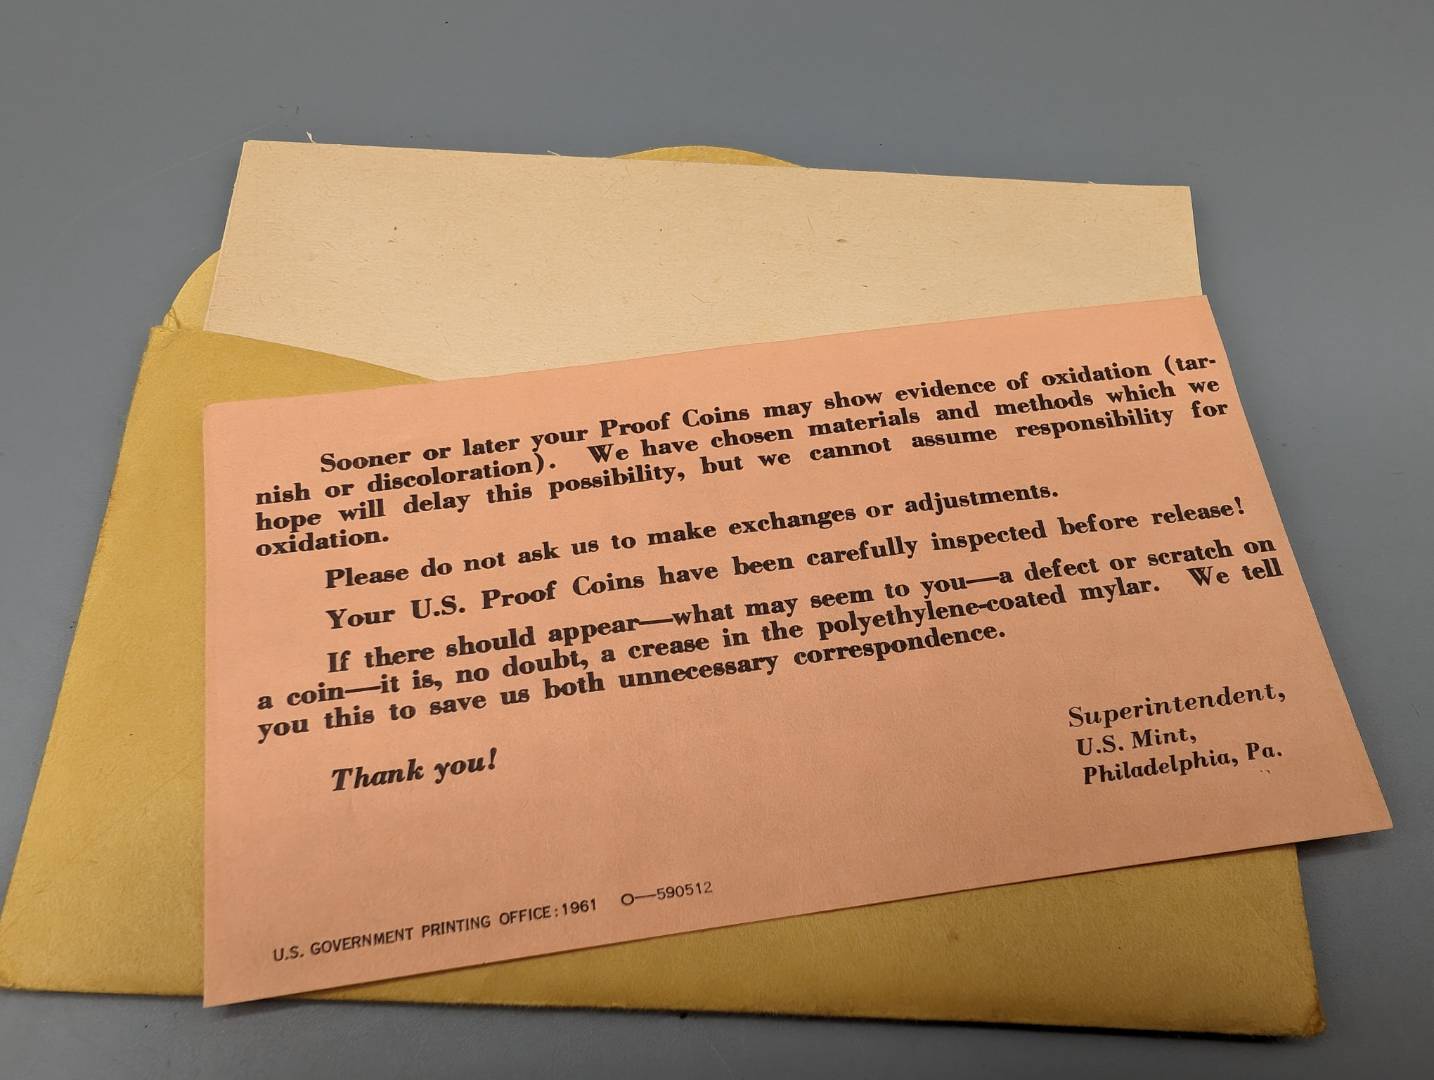 Sooner or later your Proof Coins may show evidence of oxidation (tar-
nish or discoloration). We have chosen materials and methods which we
hope will delay this possibility, but we cannot assume responsibility for
oxidation.
Please do not ask us to make exchanges or adjustments.
Your U.S. Proof Coins have been carefully inspected before release!
If there should appear—what may seem to you—a defect or scratch on
a coin—it is, no doubt, a crease in the polyethylene-coated mylar. We tell
you this to save us both unnecessary correspondence.
Thank you!
Superintendent,
U.S. Mint,
Philadelphia, Pa.
U.S. GOVERNMENT PRINTING OFFICE: 1961 O—590512